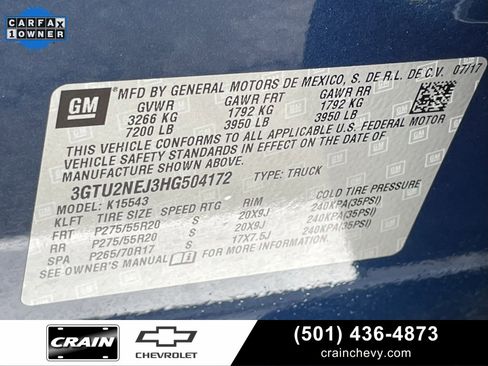 CARFAX
1 OWNER
GM
MFD BY GENERAL MOTORS DE MEXICO, S. DE R.L. DE C.V. 07/17
GVWR GAWR FRT GAWR RR
3266 KG 1792 KG 1792 KG
7200 LB 3950 LB 3950 LB
THIS VEHICLE CONFORMS TO ALL APPLICABLE U.S. FEDERAL MOTOR
VEHICLE SAFETY STANDARDS IN EFFECT ON THE DATE OF
MANUFACTURE SHOWN ABOVE.
3GTU2NEJ3HG504172 TYPE: TRUCK
MODEL: K15543
KLFT TIRE SIZE SPEED RTG RIM COLD TIRE PRESSURE
FRT P275/55R20 S 20X9J 240KPA(35PSI)
RR P275/55R20 S 20X9J 240KPA(35PSI)
SPA P265/70R17 S 17X7.5J 240KPA(35PSI)
SEE OWNER'S MANUAL FOR MORE INFORMATION.
CRAIN
CHEVROLET
(501) 436-4873
crainchevy.com